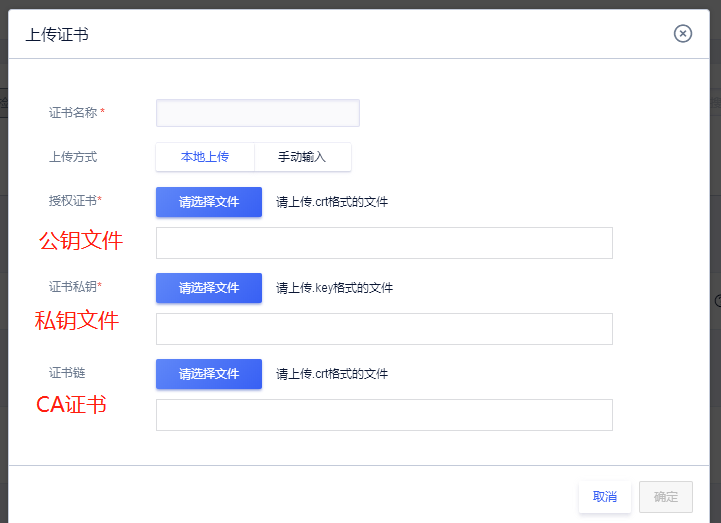 上传证书
证书名称 *
上传方式 本地上传 手动输入
授权证书* 请选择文件 请上传.crt格式的文件
公钥文件
证书私钥* 请选择文件 请上传.key格式的文件
私钥文件
证书链 请选择文件 请上传.crt格式的文件
CA证书
取消 确定